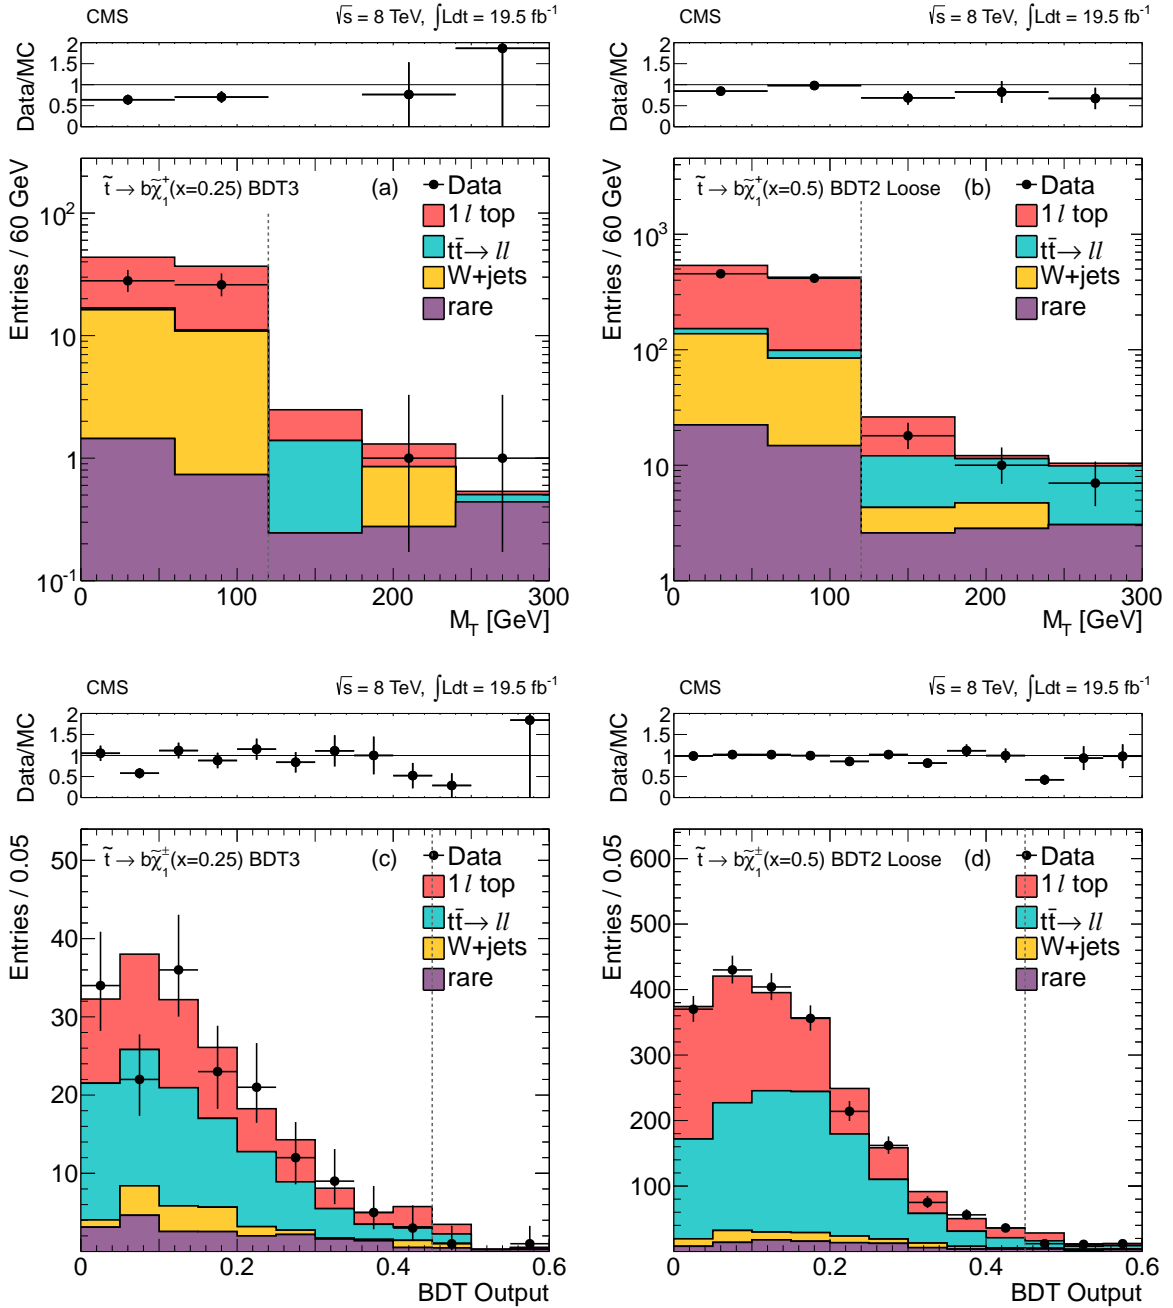 CMS √s = 8 TeV, ∫Ldt = 19.5 fb⁻¹
Data/MC
2
1.5
1
0.5
0
t̃ → bχ̃₁⁺(x=0.25) BDT3 (a)
Data
1 l top
tt̄ → ll
W+jets
rare
Entries / 60 GeV
10²
10
1
10⁻¹
0 100 200 300
M_T [GeV]
CMS √s = 8 TeV, ∫Ldt = 19.5 fb⁻¹
Data/MC
2
1.5
1
0.5
0
t̃ → bχ̃₁⁺(x=0.5) BDT2 Loose (b)
Data
1 l top
tt̄ → ll
W+jets
rare
Entries / 60 GeV
10³
10²
10
1
0 100 200 300
M_T [GeV]
CMS √s = 8 TeV, ∫Ldt = 19.5 fb⁻¹
Data/MC
2
1.5
1
0.5
0
t̃ → bχ̃₁±(x=0.25) BDT3 (c)
Data
1 l top
tt̄ → ll
W+jets
rare
Entries / 0.05
50
40
30
20
10
0 0.2 0.4 0.6
BDT Output
CMS √s = 8 TeV, ∫Ldt = 19.5 fb⁻¹
Data/MC
2
1.5
1
0.5
0
t̃ → bχ̃₁±(x=0.5) BDT2 Loose (d)
Data
1 l top
tt̄ → ll
W+jets
rare
Entries / 0.05
600
500
400
300
200
100
0 0.2 0.4 0.6
BDT Output